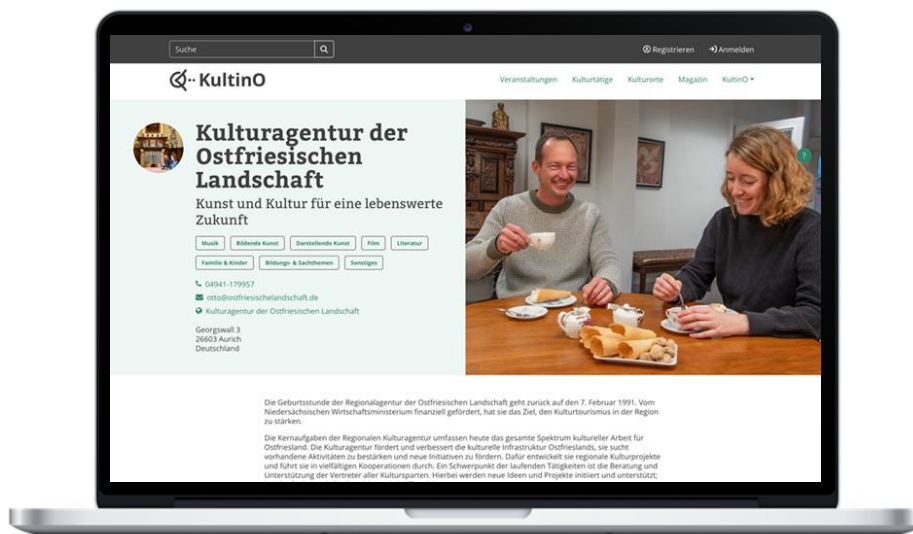 Suche
Registrieren Anmelden
KultinO
Veranstaltungen Kulturtätige Kulturorte Magazin KultinO
Kulturagentur der
Ostfriesischen
Landschaft
Kunst und Kultur für eine lebenswerte
Zukunft
Musik Bildende Kunst Darstellende Kunst Film Literatur
Familie & Kinder Bildungs- & Sachthemen Sonstiges
04941-179957
otto@ostfriesischelandschaft.de
Kulturagentur der Ostfriesischen Landschaft
Georgswall 3
26603 Aurich
Deutschland
?
Die Geburtsstunde der Regionalagentur der Ostfriesischen Landschaft geht zurück auf den 7. Februar 1991. Vom
Niedersächsischen Wirtschaftsministerium finanziell gefördert, hat sie das Ziel, den Kulturtourismus in der Region
zu stärken.
Die Kernaufgaben der Regionalen Kulturagentur umfassen heute das gesamte Spektrum kultureller Arbeit für
Ostfriesland. Die Kulturagentur fördert und verbessert die kulturelle Infrastruktur Ostfrieslands, sie sucht
vorhandene Aktivitäten zu bestärken und neue Initiativen zu fördern. Dafür entwickelt sie regionale Kulturprojekte
und führt sie in vielfältigen Kooperationen durch. Ein Schwerpunkt der laufenden Tätigkeiten ist die Beratung und
Unterstützung der Vertreter aller Kultursparten. Hierbei werden neue Ideen und Projekte initiiert und unterstützt;